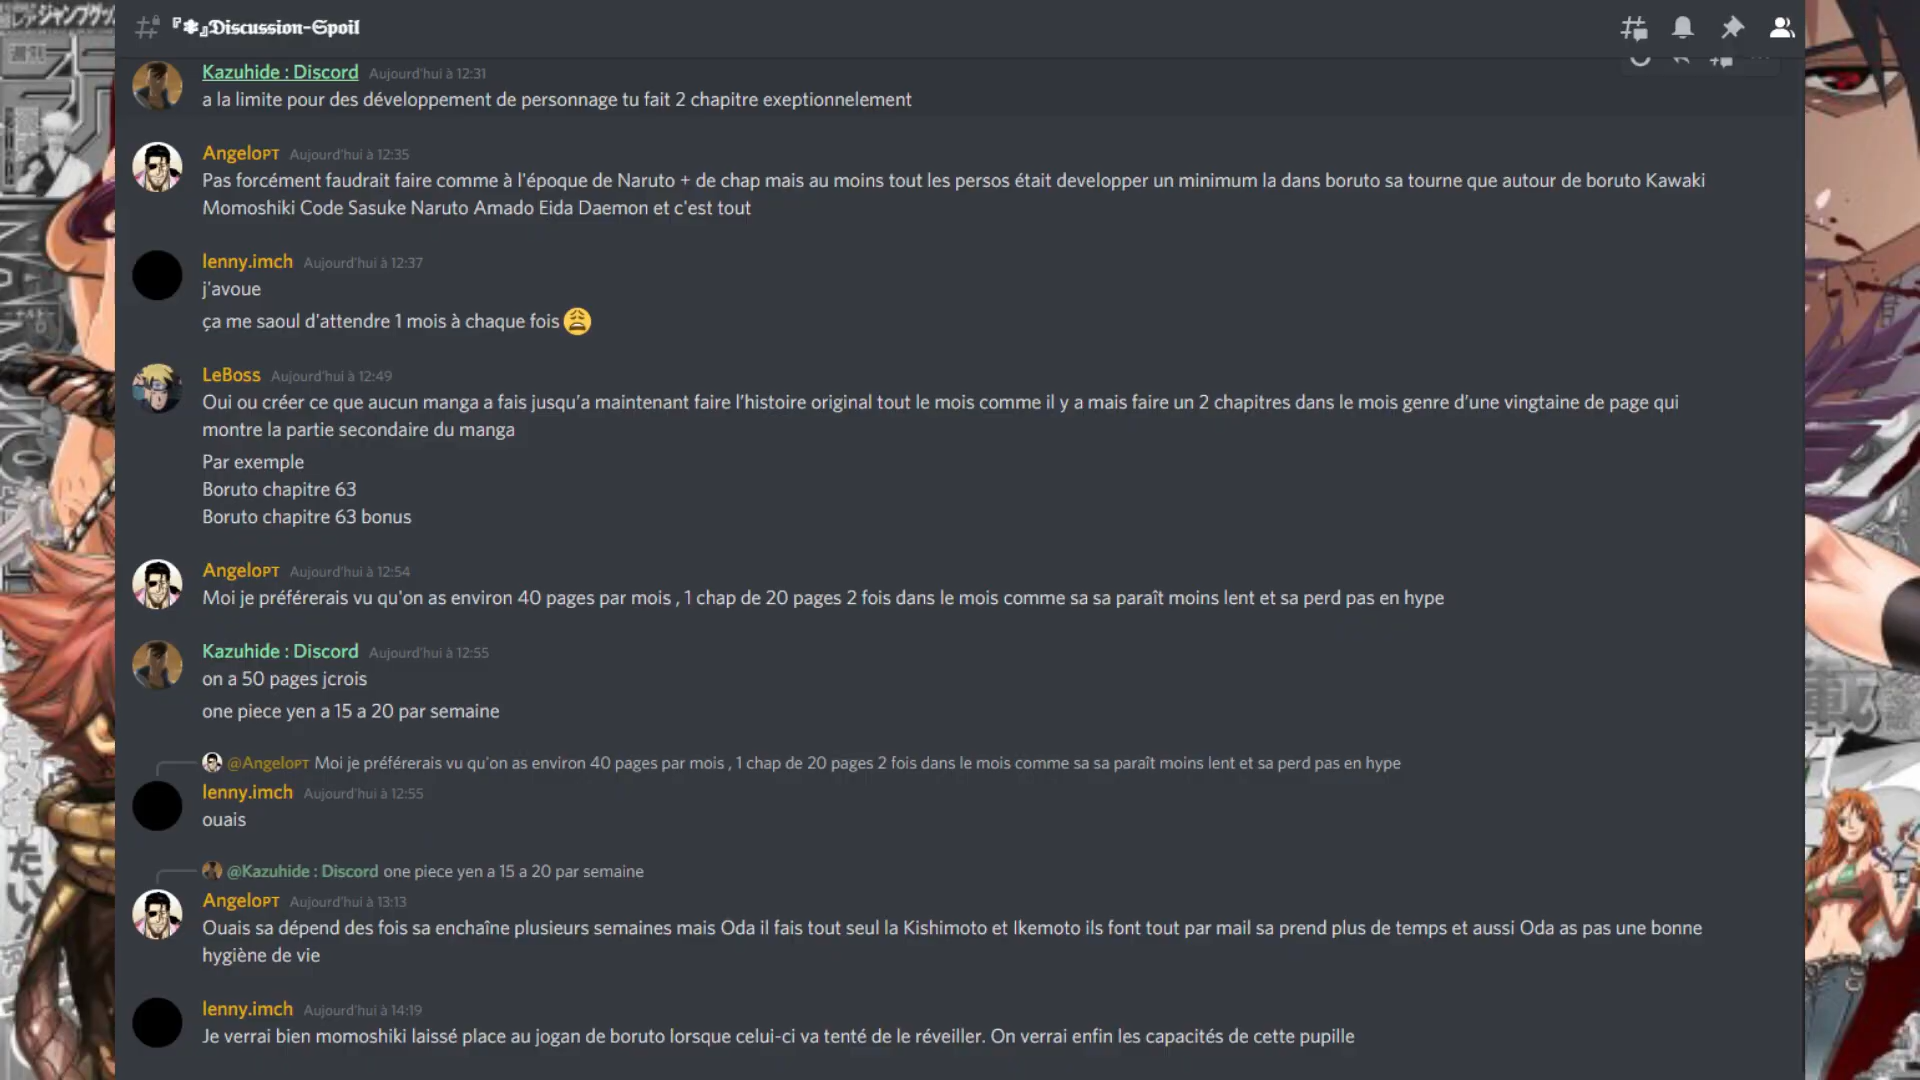 『✱』Discussion-Spoil
Kazuhide : Discord Aujourd'hui à 12:31
a la limite pour des développement de personnage tu fait 2 chapitre exeptionnelement
AngeloPT Aujourd'hui à 12:35
Pas forcément faudrait faire comme à l'époque de Naruto + de chap mais au moins tout les persos était developper un minimum la dans boruto sa tourne que autour de boruto Kawaki
Momoshiki Code Sasuke Naruto Amado Eida Daemon et c'est tout
lenny.imch Aujourd'hui à 12:37
j'avoue
ça me saoul d'attendre 1 mois à chaque fois 😩
LeBoss Aujourd'hui à 12:49
Oui ou créer ce que aucun manga a fais jusqu'a maintenant faire l'histoire original tout le mois comme il y a mais faire un 2 chapitres dans le mois genre d'une vingtaine de page qui
montre la partie secondaire du manga
Par exemple
Boruto chapitre 63
Boruto chapitre 63 bonus
AngeloPT Aujourd'hui à 12:54
Moi je préférerais vu qu'on as environ 40 pages par mois , 1 chap de 20 pages 2 fois dans le mois comme sa sa paraît moins lent et sa perd pas en hype
Kazuhide : Discord Aujourd'hui à 12:55
on a 50 pages jcrois
one piece yen a 15 a 20 par semaine
@AngeloPT Moi je préférerais vu qu'on as environ 40 pages par mois , 1 chap de 20 pages 2 fois dans le mois comme sa sa paraît moins lent et sa perd pas en hype
lenny.imch Aujourd'hui à 12:55
ouais
@Kazuhide : Discord one piece yen a 15 a 20 par semaine
AngeloPT Aujourd'hui à 13:13
Ouais sa dépend des fois sa enchaîne plusieurs semaines mais Oda il fais tout seul la Kishimoto et Ikemoto ils font tout par mail sa prend plus de temps et aussi Oda as pas une bonne
hygiène de vie
lenny.imch Aujourd'hui à 14:19
Je verrai bien momoshiki laissé place au jogan de boruto lorsque celui-ci va tenté de le réveiller. On verrai enfin les capacités de cette pupille